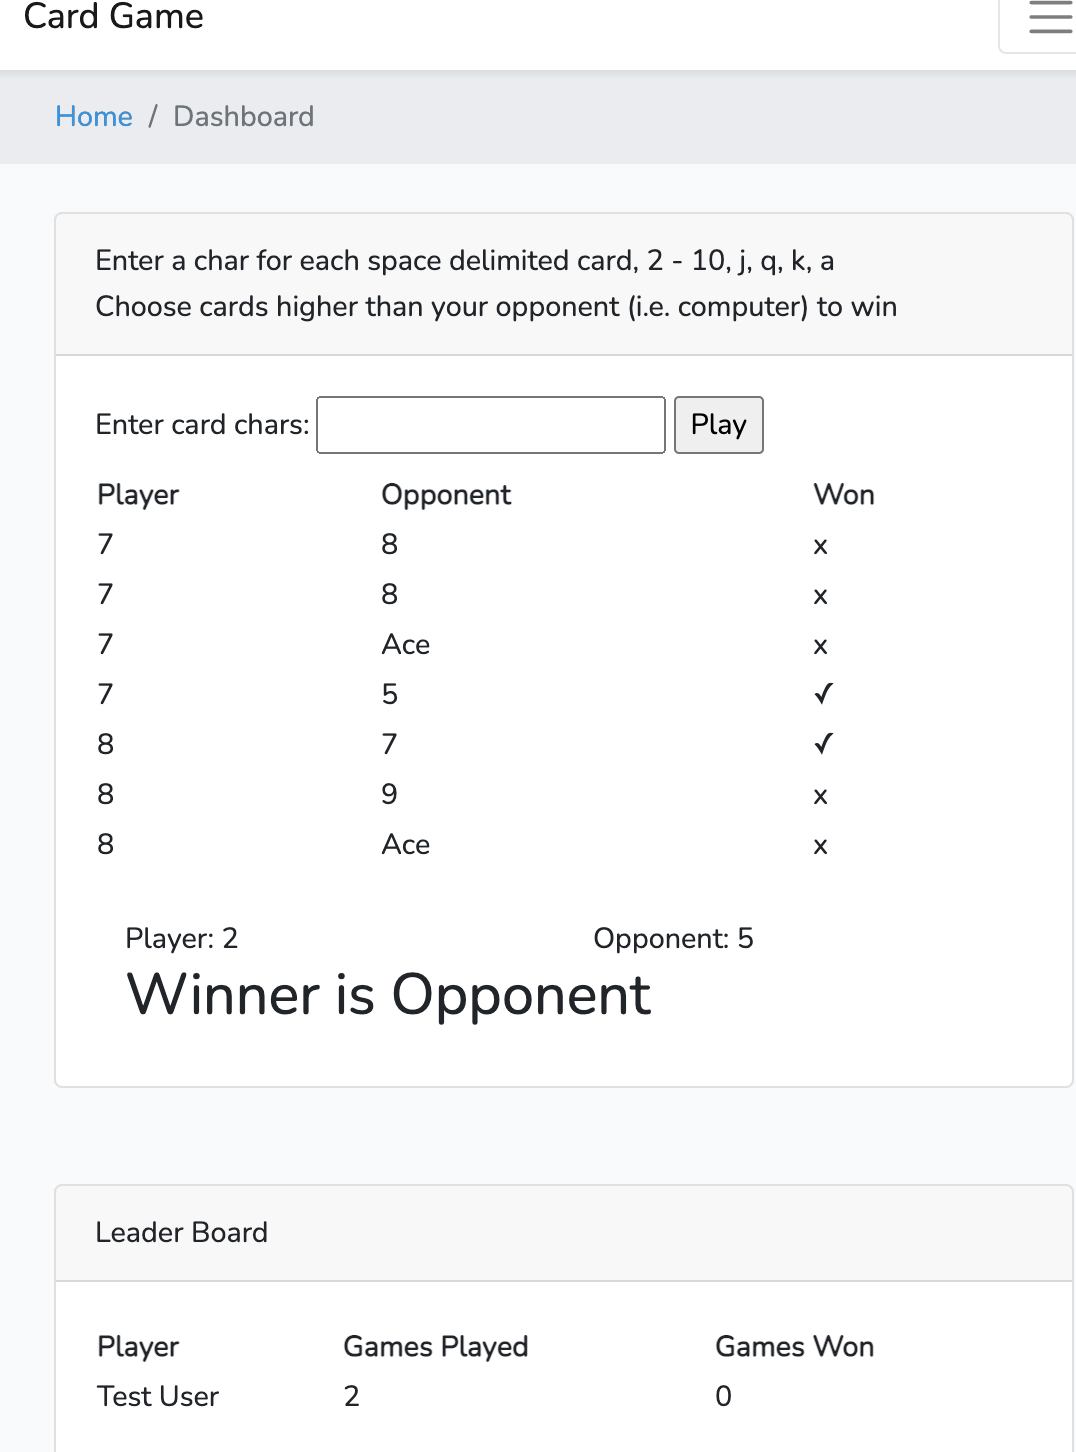 Card Game
Home / Dashboard
Enter a char for each space delimited card, 2 - 10, j, q, k, a
Choose cards higher than your opponent (i.e. computer) to win
Enter card chars: Play
Player Opponent Won
7 8 x
7 8 x
7 Ace x
7 5 ✓
8 7 ✓
8 9 x
8 Ace x
Player: 2 Opponent: 5
Winner is Opponent
Leader Board
Player Games Played Games Won
Test User 2 0